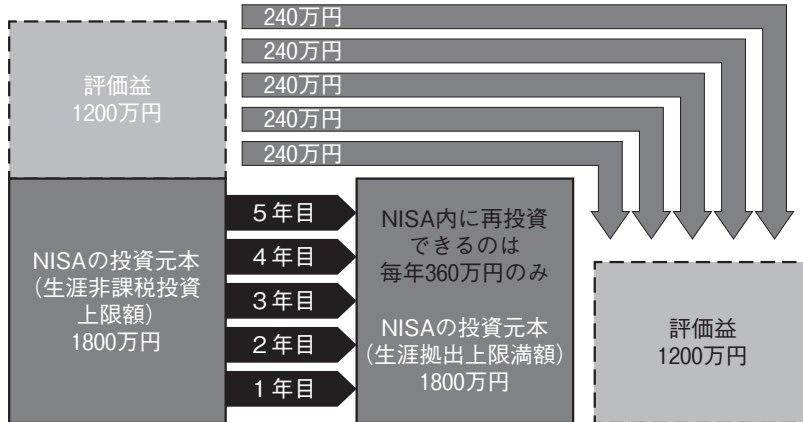 評価益
1200万円
240万円
240万円
240万円
240万円
240万円
NISAの投資元本
(生涯非課税投資
上限額)
1800万円
5年目
4年目
3年目
2年目
1年目
NISA内に再投資
できるのは
毎年360万円のみ
NISAの投資元本
(生涯拠出上限満額)
1800万円
評価益
1200万円